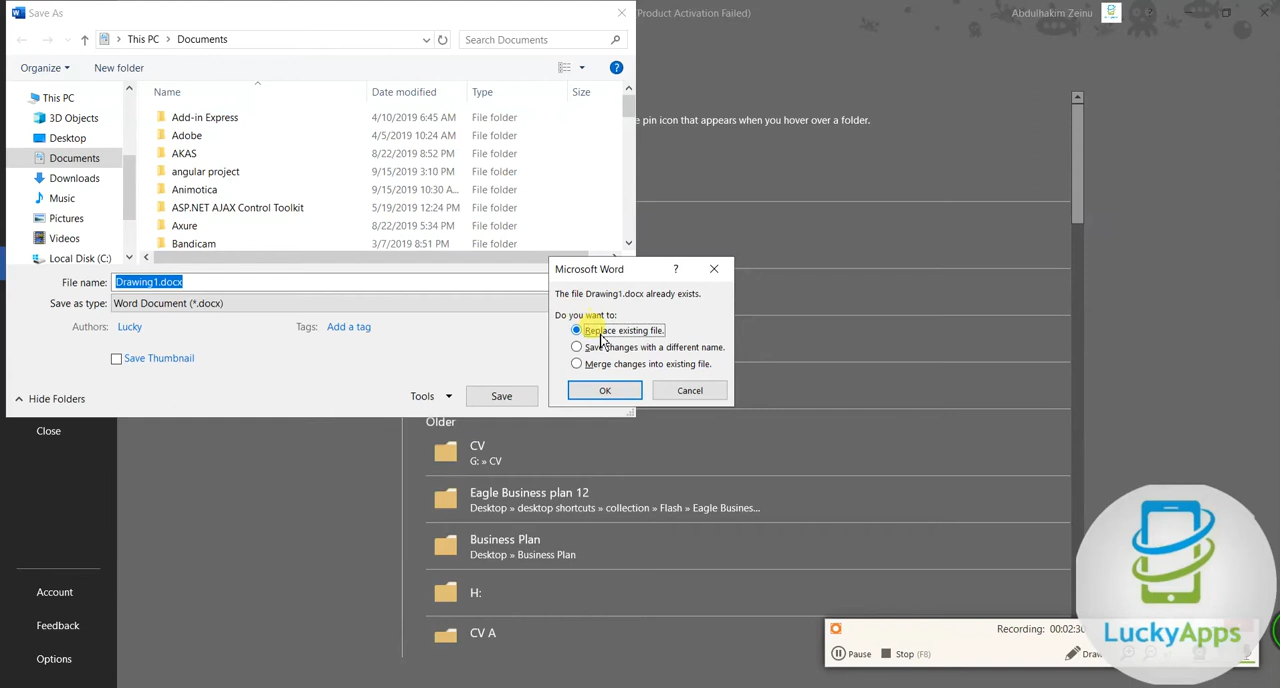 Save As
(Product Activation Failed)
Abdulhakim Zeinu
?
This PC
Documents
Search Documents
Organize
New folder
?
Name
Date modified
Type
Size
This PC
3D Objects
Desktop
Documents
Downloads
Music
Pictures
Videos
Local Disk (C:)
Add-in Express 4/10/2019 6:45 AM File folder
Adobe 4/5/2019 10:24 AM File folder
AKAS 8/22/2019 8:52 PM File folder
angular project 9/15/2019 3:10 PM File folder
Animotica 9/15/2019 10:30 A... File folder
ASP.NET AJAX Control Toolkit 5/19/2019 12:24 PM File folder
Axure 8/22/2019 5:34 PM File folder
Bandicam 3/7/2019 8:51 PM File folder
e pin icon that appears when you hover over a folder.
File name: Drawing1.docx
Save as type: Word Document (*.docx)
Authors: Lucky
Tags: Add a tag
Save Thumbnail
Hide Folders
Tools
Save
Microsoft Word
?
The file Drawing1.docx already exists.
Do you want to:
Replace existing file.
Save changes with a different name.
Merge changes into existing file.
OK
Cancel
Close
Account
Feedback
Options
Older
CV
G: » CV
Eagle Business plan 12
Desktop » desktop shortcuts » collection » Flash » Eagle Busines...
Business Plan
Desktop » Business Plan
H:
CV A
Recording: 00:02:30
Pause
Stop (F8)
Draw
LuckyApps